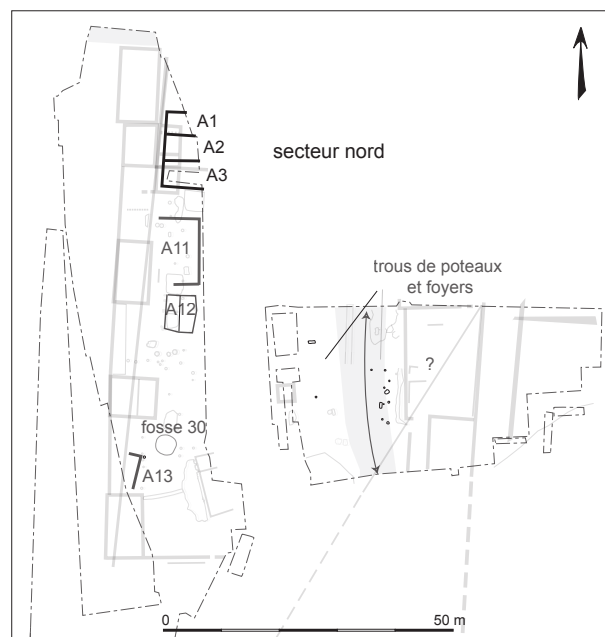 A1
A2
secteur nord
A3
A11
trous de poteaux
et foyers
A12
?
fosse 30
A13
0
50 m